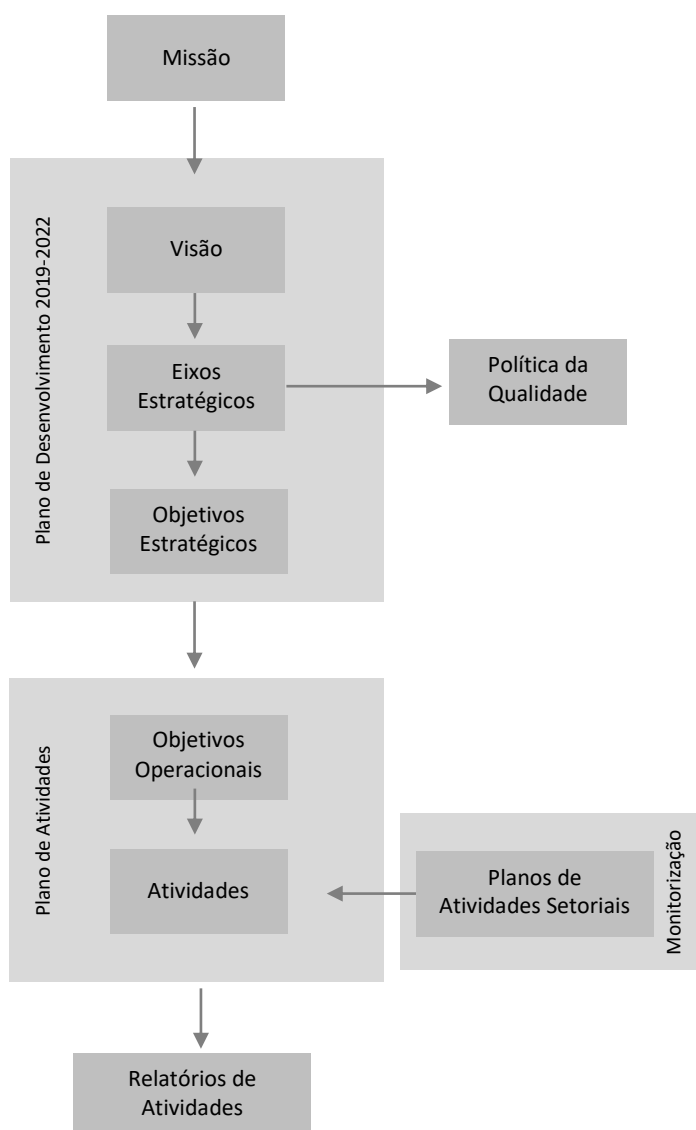 Missão
Plano de Desenvolvimento 2019-2022
Visão
Eixos
Estratégicos
Política da
Qualidade
Objetivos
Estratégicos
Plano de Atividades
Objetivos
Operacionais
Atividades
Planos de
Atividades Setoriais
Monitorização
Relatórios de
Atividades